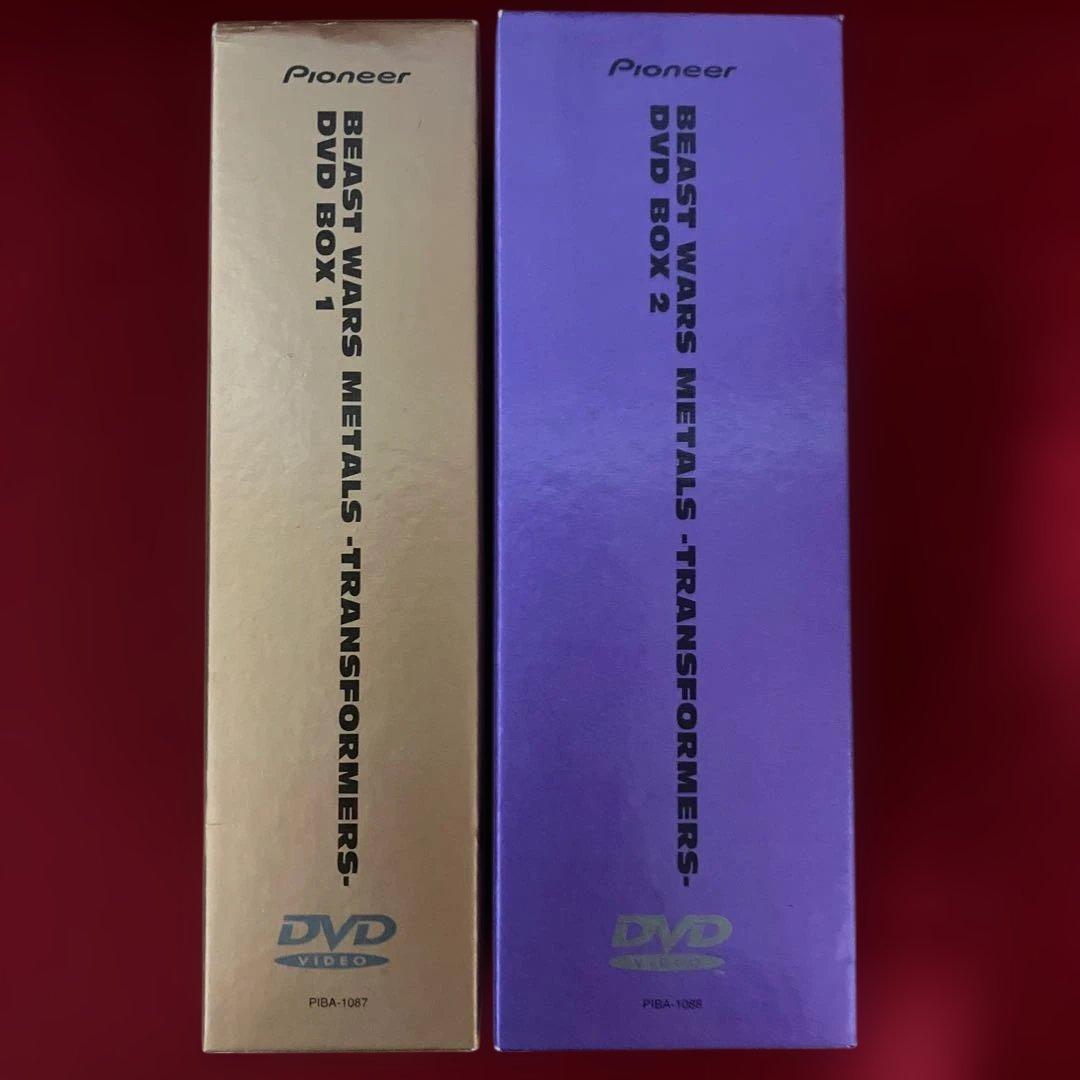 Pioneer
BEAST WARS METALS -TRANSFORMERS-
DVD BOX 1
DVD
VIDEO
PIBA-1087
Pioneer
BEAST WARS METALS -TRANSFORMERS-
DVD BOX 2
DVD
VIDEO
PIBA-1088